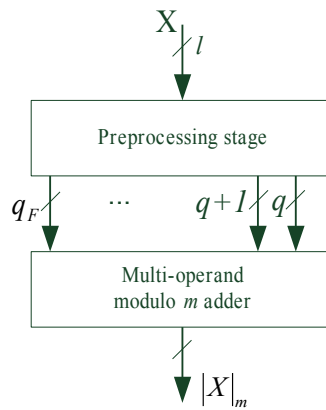 X
l
Preprocessing stage
q_F ... q+1 q
Multi-operand
modulo m adder
|X|_m